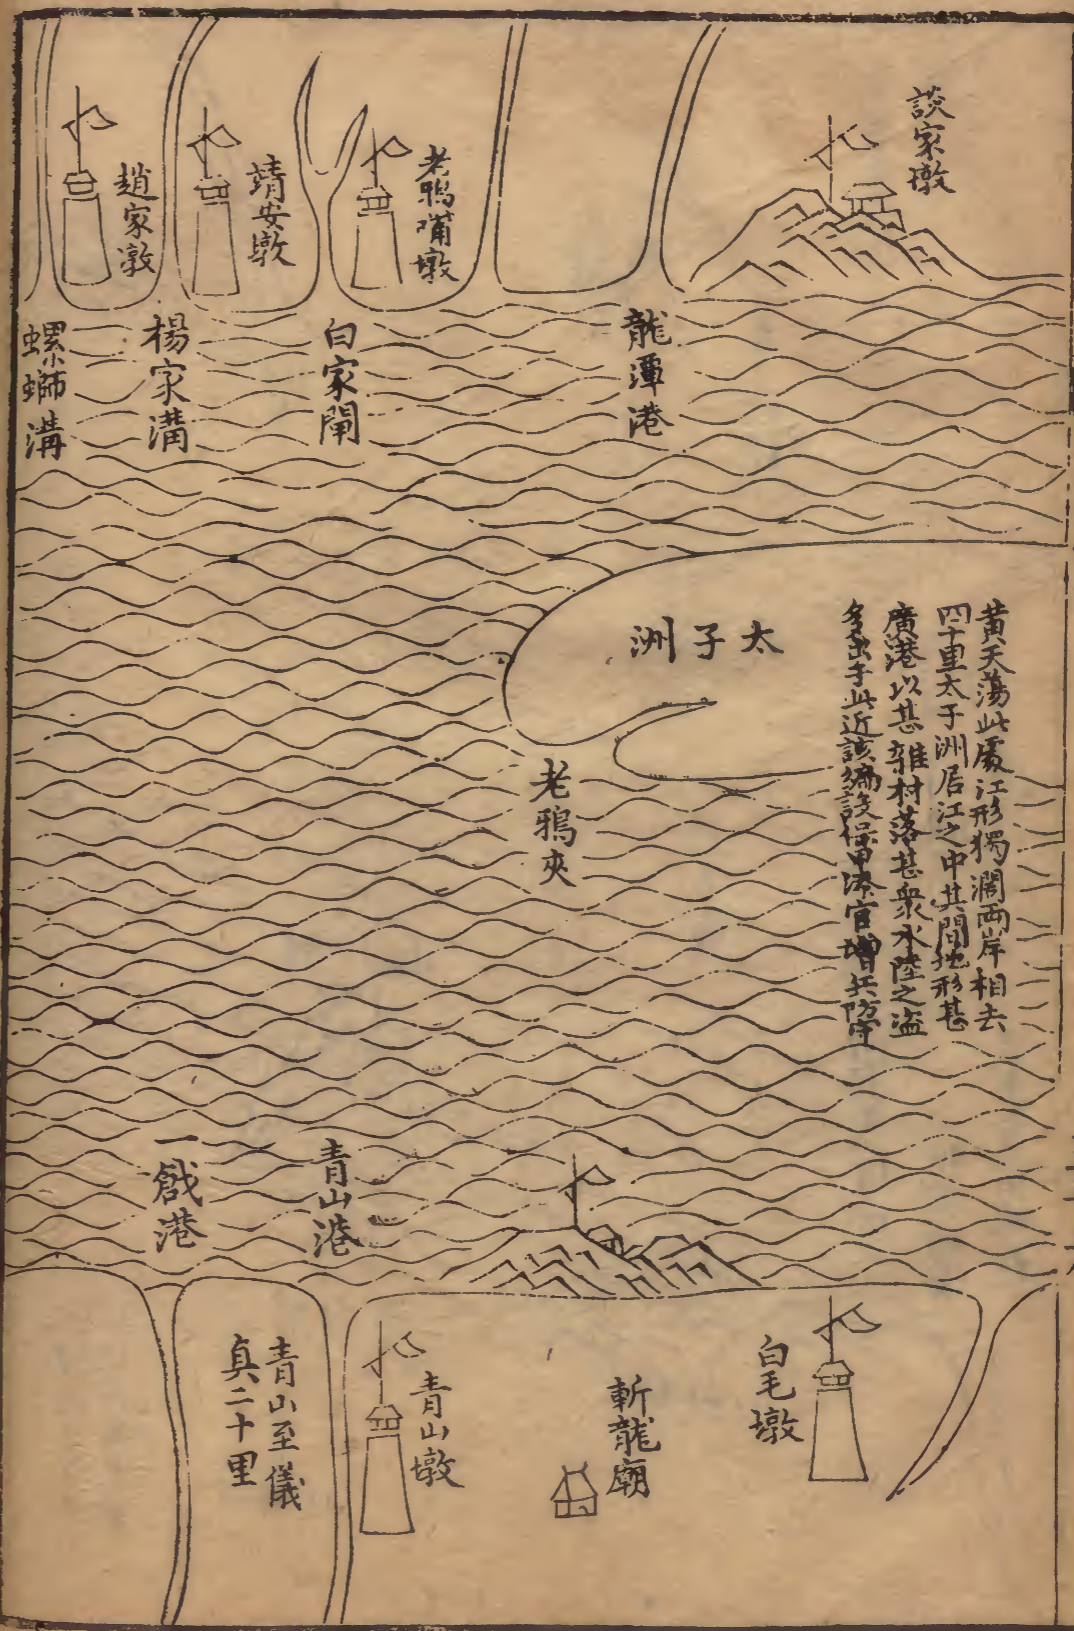 談家墩
老鴉嘴墩
靖安墩
趙家墩
龍潭港
白家閘
楊家溝
螺螄溝
太子洲
黃天蕩此處江形獨濶兩岸相去
四十里太子洲居江之中其間地形甚
廣港以甚雜村落甚衆水陸之盜
多出于此近該編設保甲添官增兵防守
老鴉夾
青山港
一戧港
白毛墩
斬龍廟
青山墩
青山至儀
真二十里